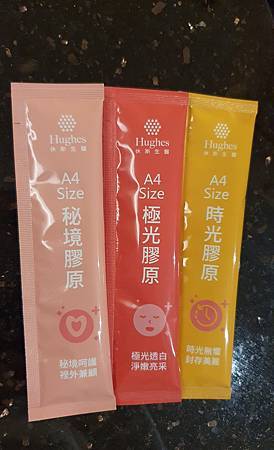 Hughes
休斯生醫
A4
Size
秘境膠原
秘境呵護
裡外兼顧
Hughes
休斯生醫
A4
Size
極光膠原
極光透白
淨嫩亮采
Hughes
休斯生醫
A4
Size
時光膠原
時光無懼
封存美麗